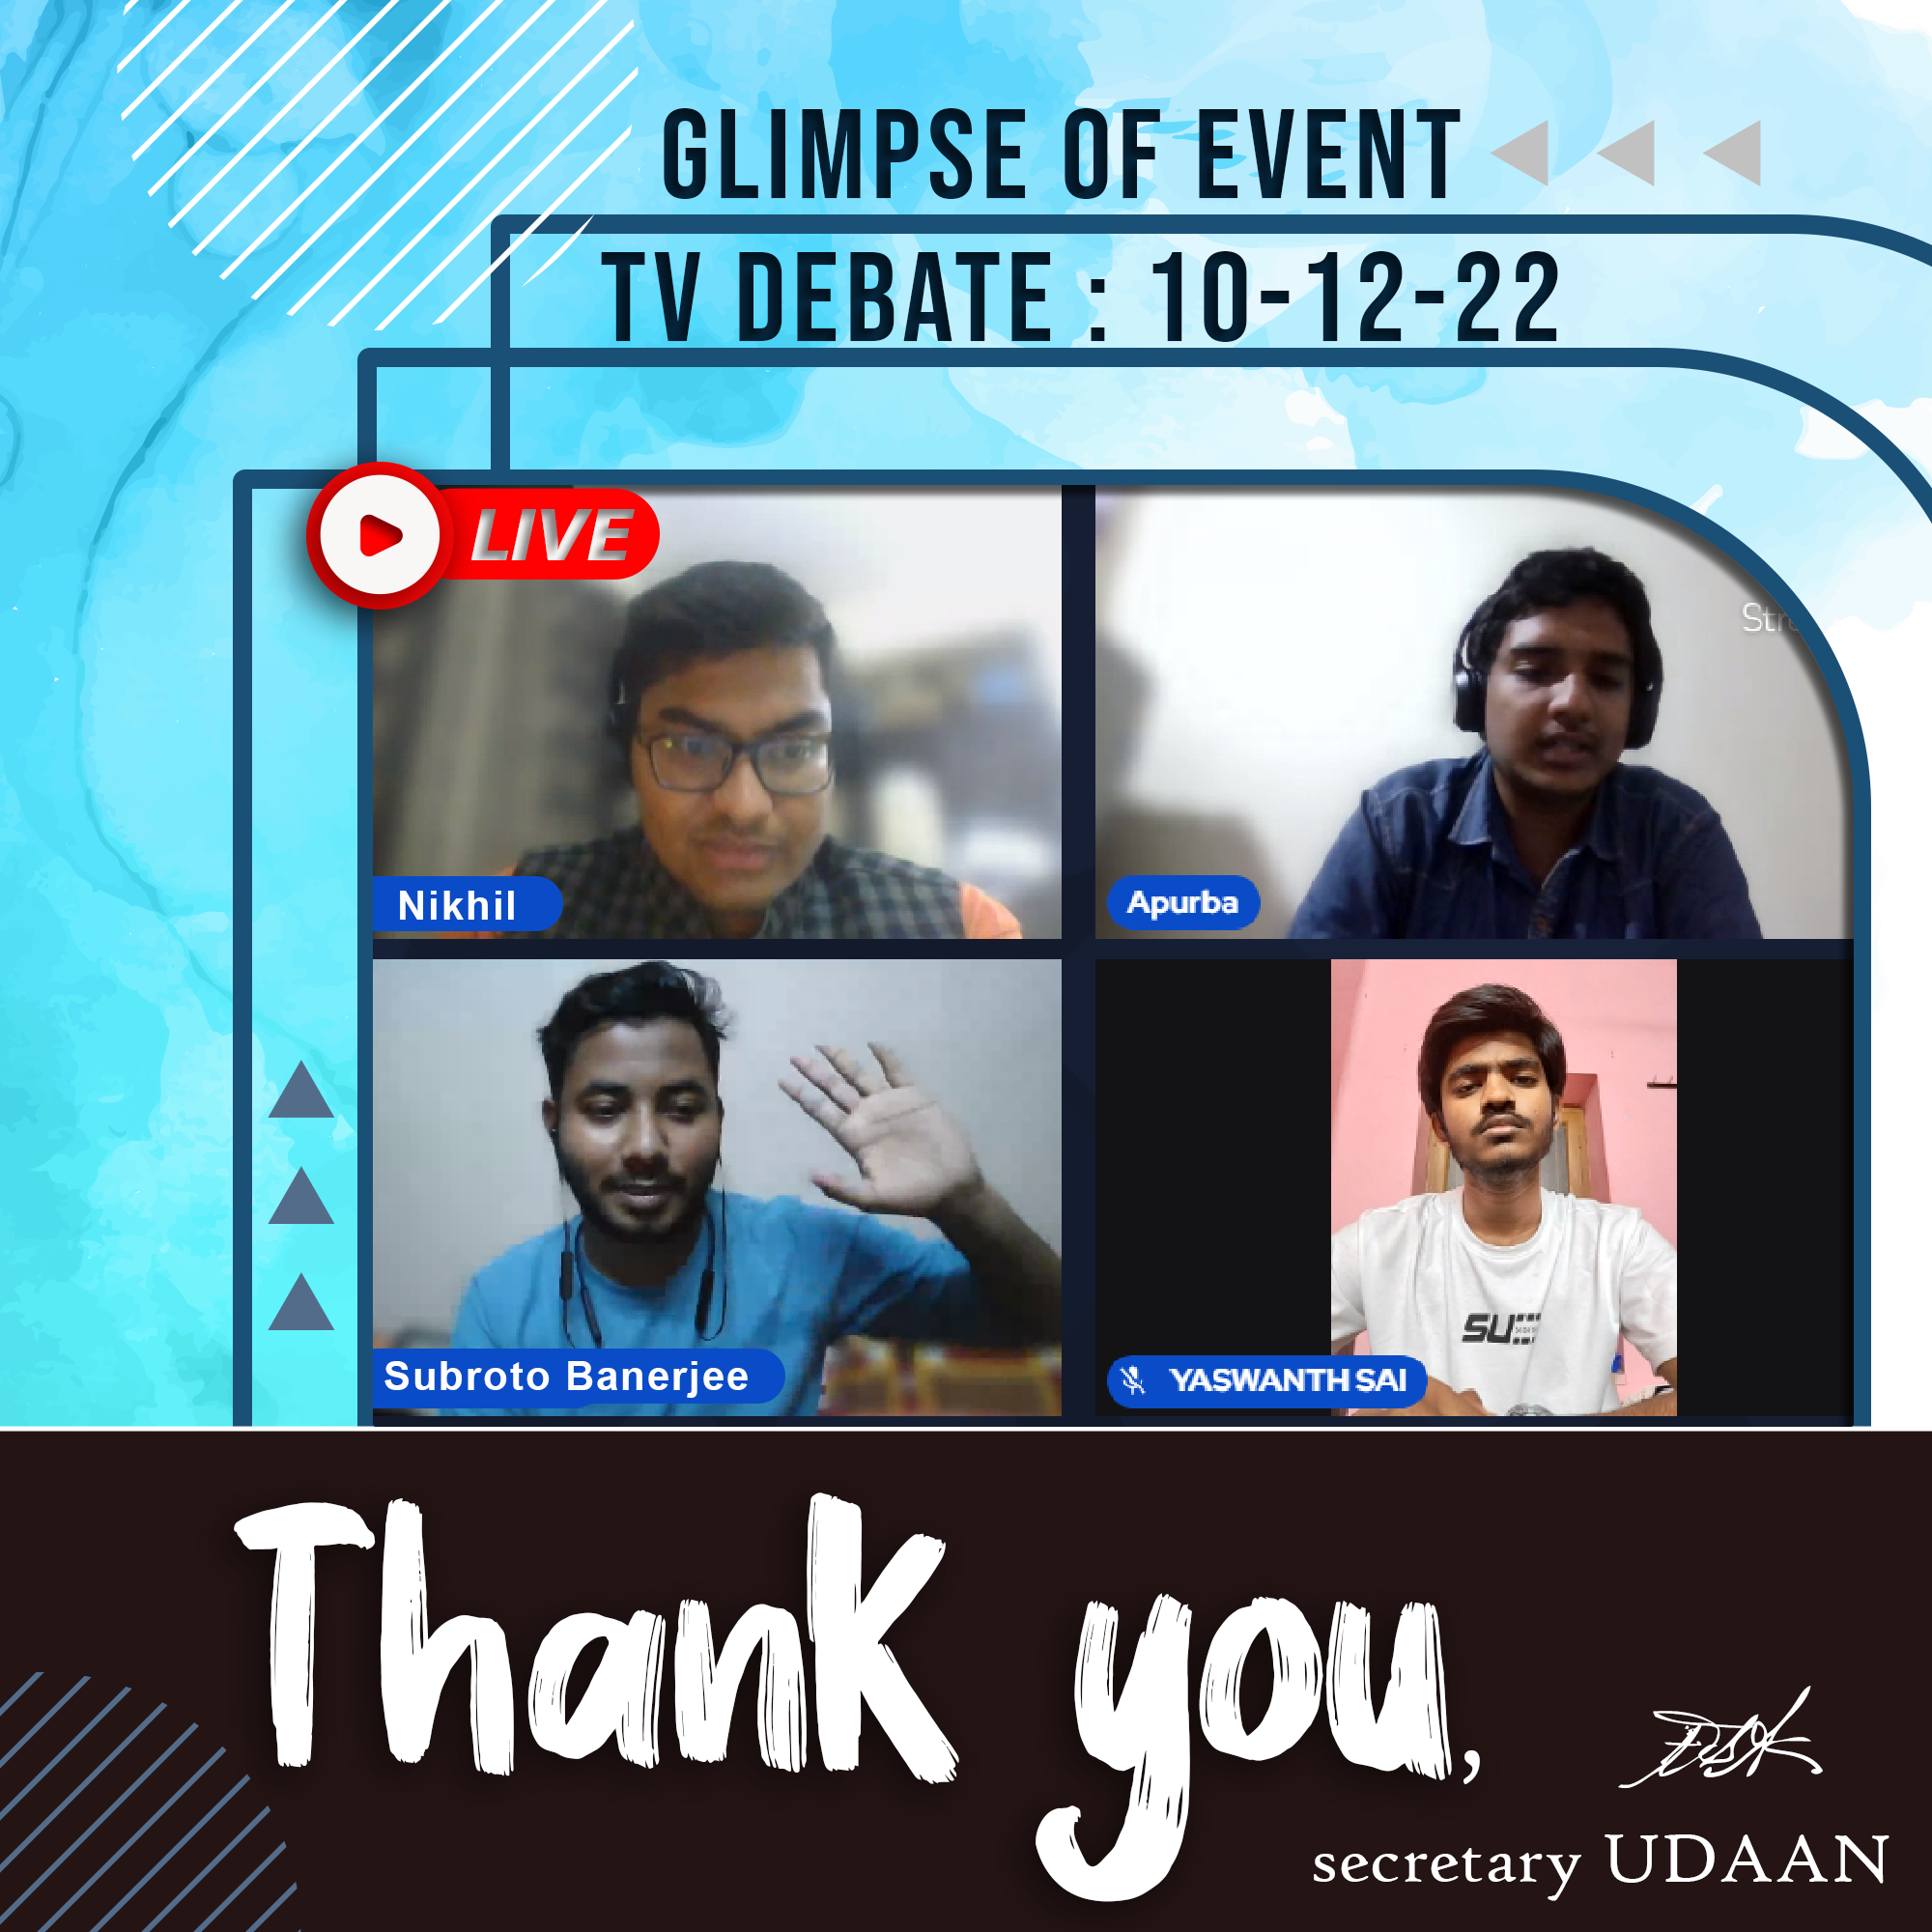 GLIMPSE OF EVENT
TV DEBATE : 10-12-22
LIVE
Nikhil
Apurba
Subroto Banerjee
YASWANTH SAI
Thank you,
secretary UDAAN